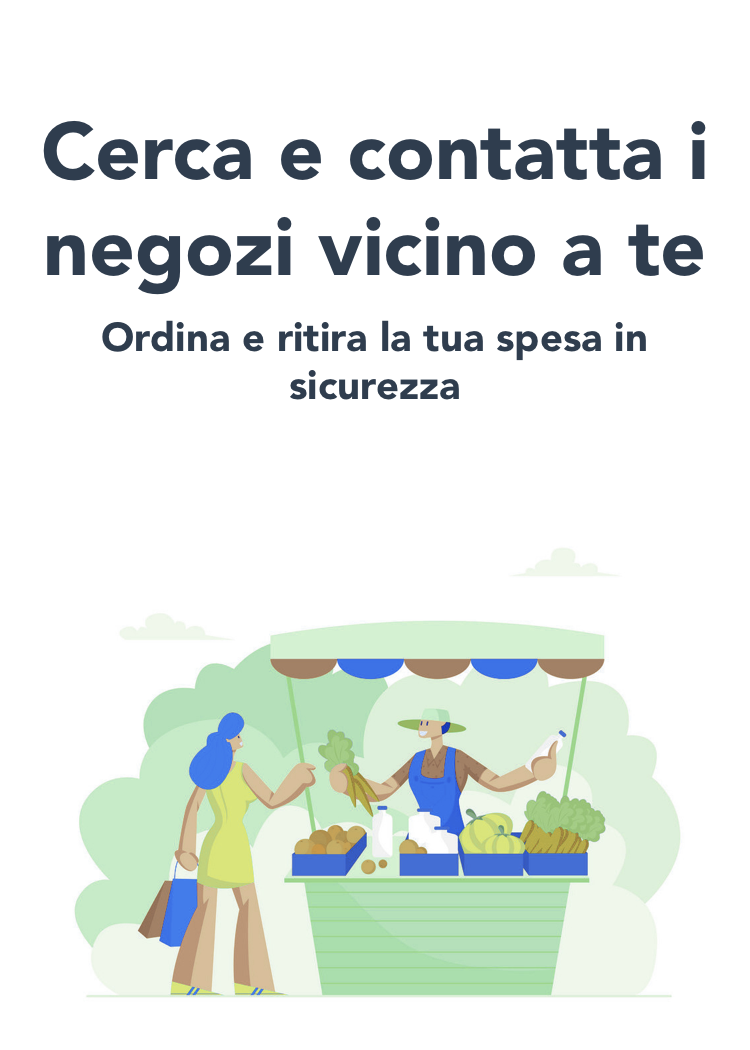 Cerca e contatta i
negozi vicino a te
Ordina e ritira la tua spesa in
sicurezza